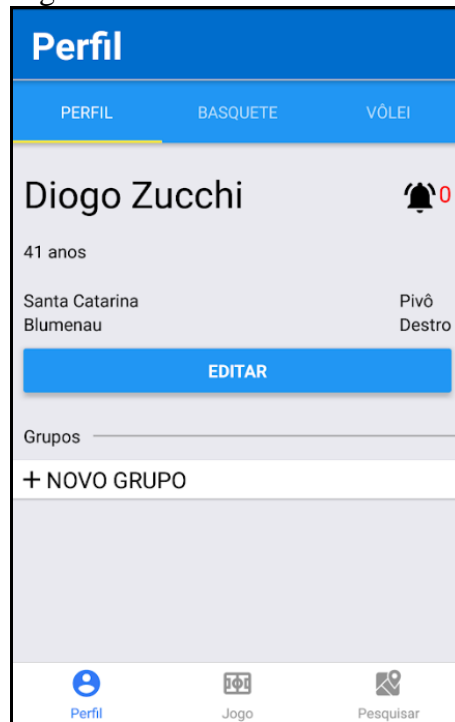 Perfil
PERFIL BASQUETE VÔLEI
Diogo Zucchi 0
41 anos
Santa Catarina Pivô
Blumenau Destro
EDITAR
Grupos
+ NOVO GRUPO
Perfil Jogo Pesquisar